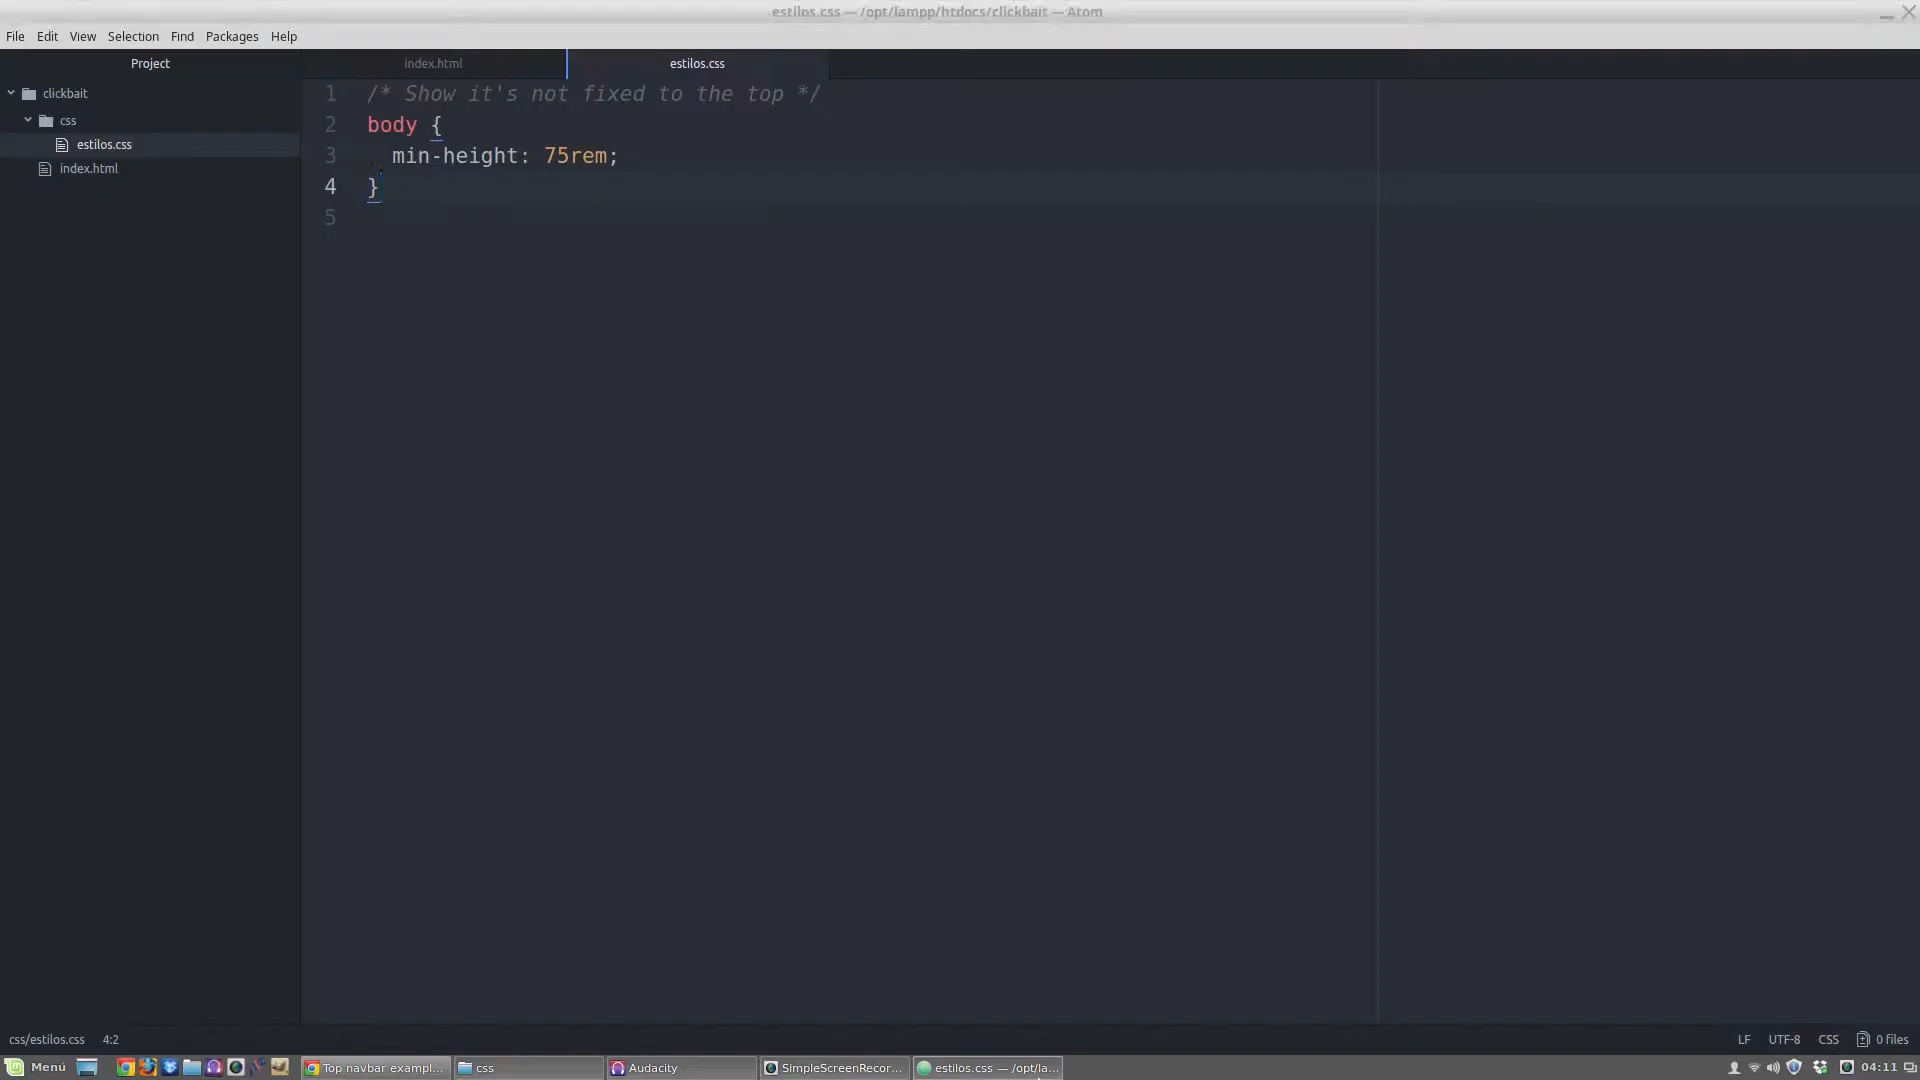 estilos.css — /opt/lampp/htdocs/clickbait — Atom
File Edit View Selection Find Packages Help
Project
index.html
estilos.css
clickbait
css
estilos.css
index.html
1 /* Show it's not fixed to the top */
2 body {
3 min-height: 75rem;
4 }
5
css/estilos.css 4:2
LF UTF-8 CSS 0 files
Menú
Top navbar exampl...
css
Audacity
SimpleScreenRecor...
estilos.css — /opt/la...
04:11